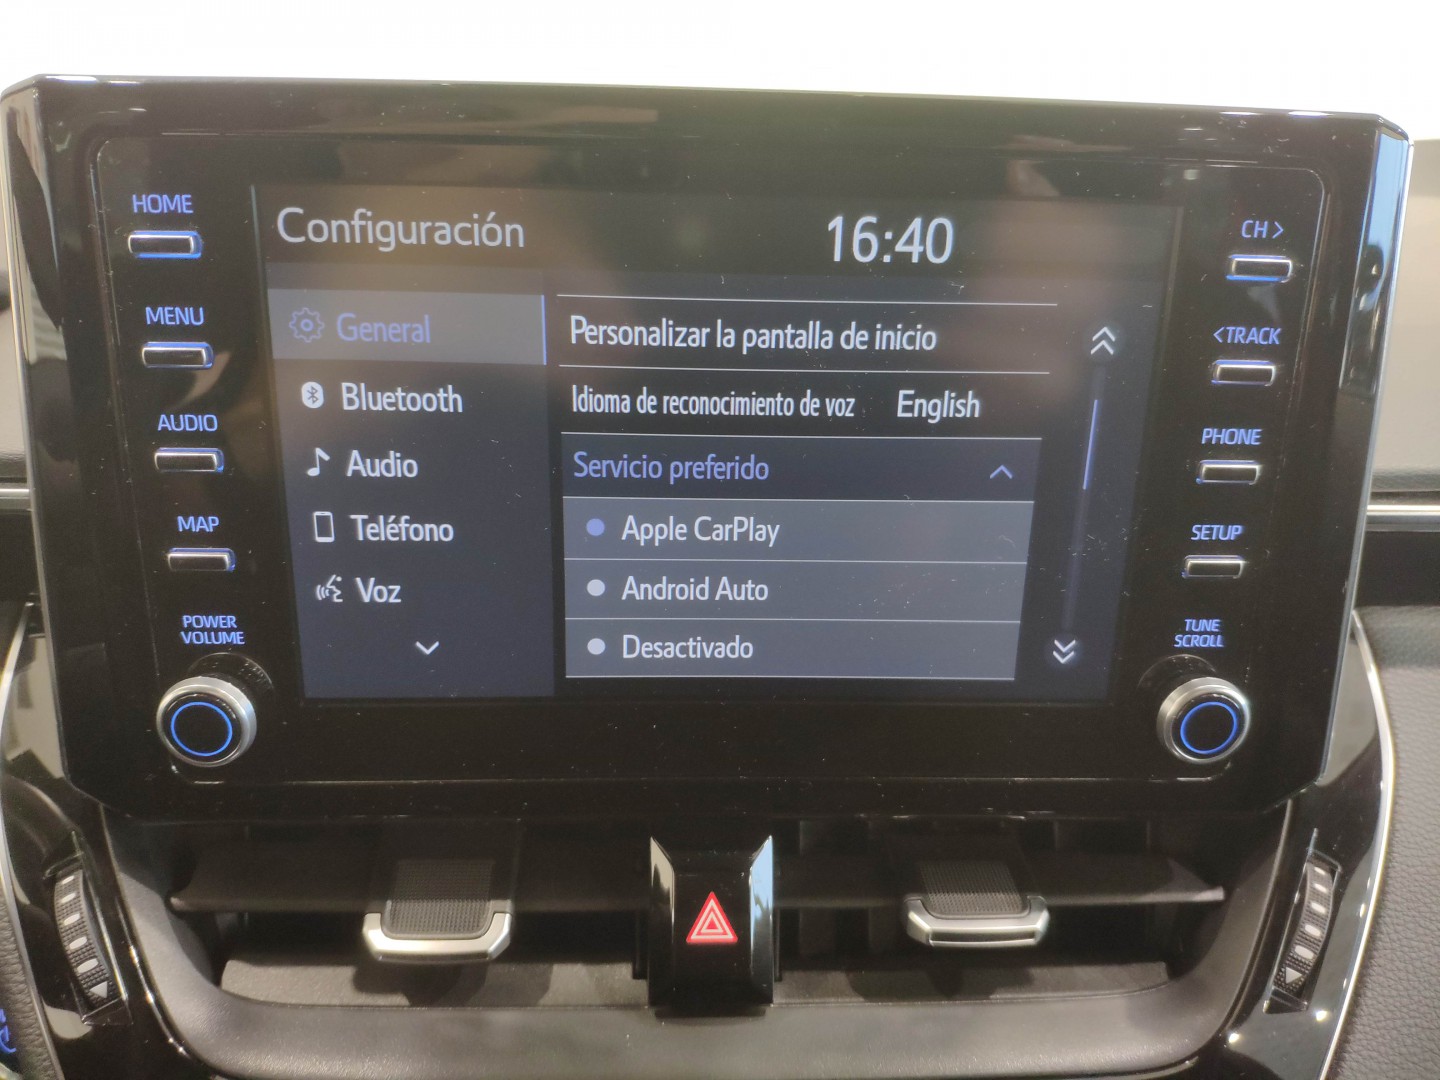 HOME
MENU
AUDIO
MAP
POWER
VOLUME
Configuración
16:40
General
Bluetooth
Audio
Teléfono
Voz
Personalizar la pantalla de inicio
Idioma de reconocimiento de voz English
Servicio preferido
Apple CarPlay
Android Auto
Desactivado
CH >
< TRACK
PHONE
SETUP
TUNE
SCROLL